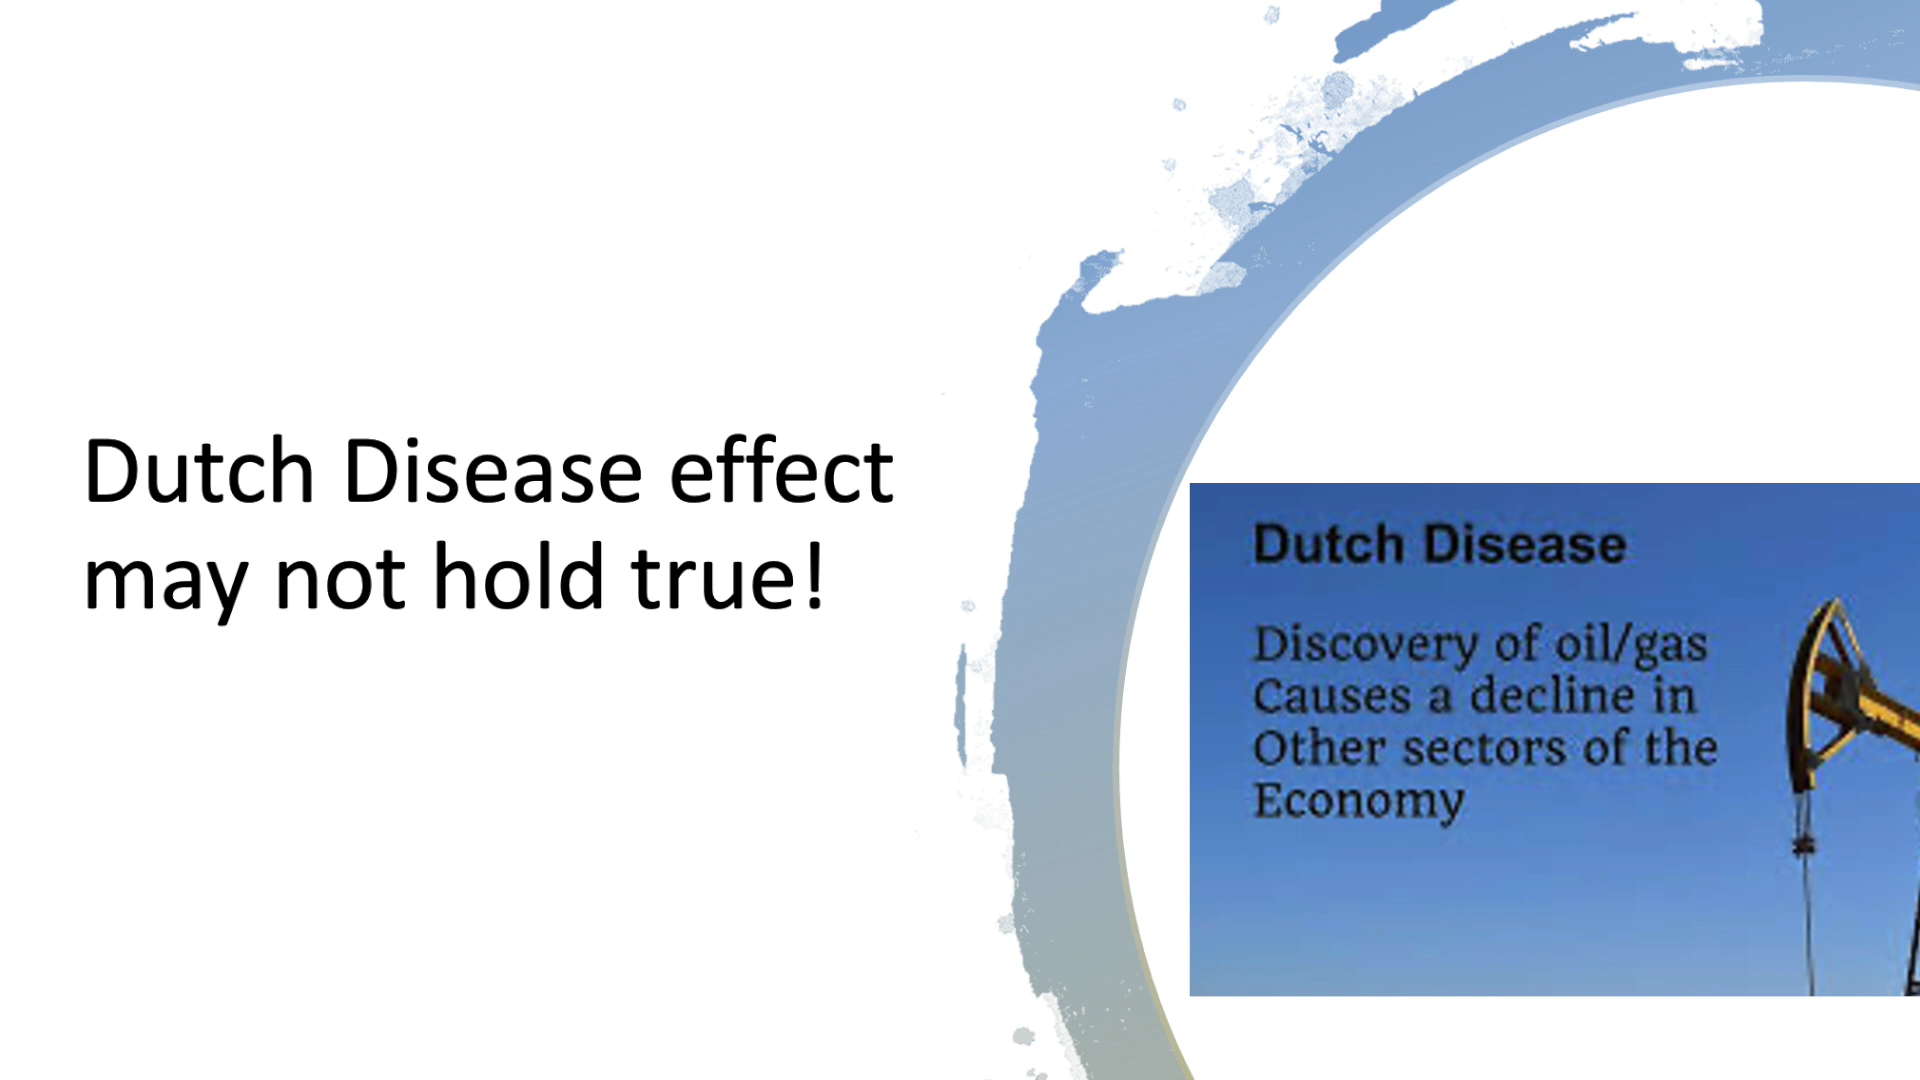 Dutch Disease effect
may not hold true!
Dutch Disease
Discovery of oil/gas
Causes a decline in
Other sectors of the
Economy